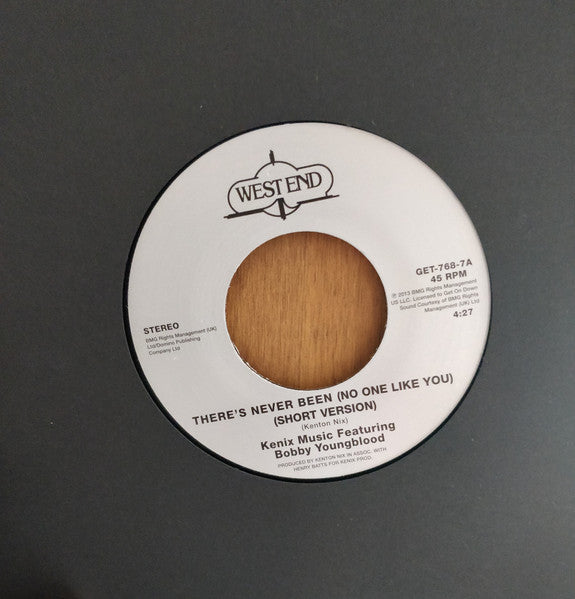 WEST END
GET-768-7A
45 RPM
℗ 2013 BMG Rights Management
US LLC. Licensed to Get On Down
Sound Courtesy of BMG Rights
Management (UK) Ltd
4:27
STEREO
BMG Rights Management (UK)
Ltd/Domino Publishing
Company Ltd
THERE'S NEVER BEEN (NO ONE LIKE YOU)
(SHORT VERSION)
(Kenton Nix)
Kenix Music Featuring
Bobby Youngblood
PRODUCED BY KENTON NIX IN ASSOC. WITH
HENRY BATTS FOR KENIX PROD.